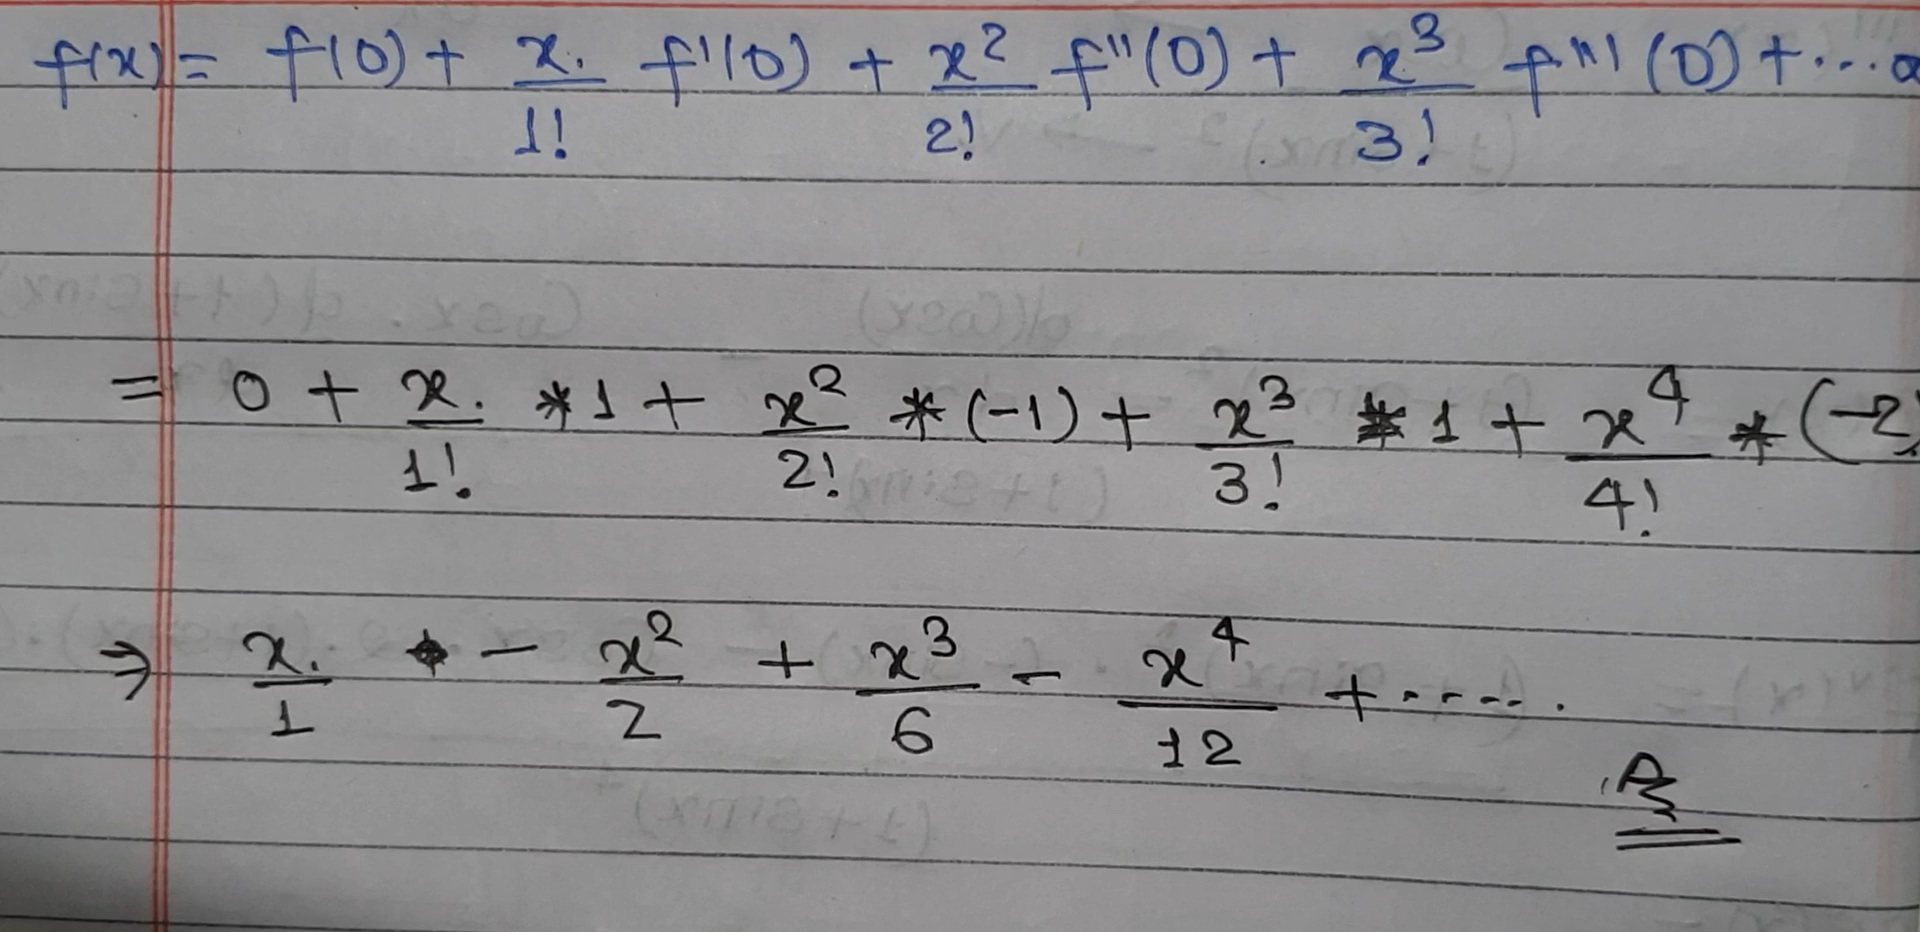 f(x) = f(0) + x/1! f'(0) + x²/2! f''(0) + x³/3! f'''(0) + ...
= 0 + x/1! * 1 + x²/2! * (-1) + x³/3! * 1 + x⁴/4! * (-2)
⇒ x/1 - x²/2 + x³/6 - x⁴/12 + .....